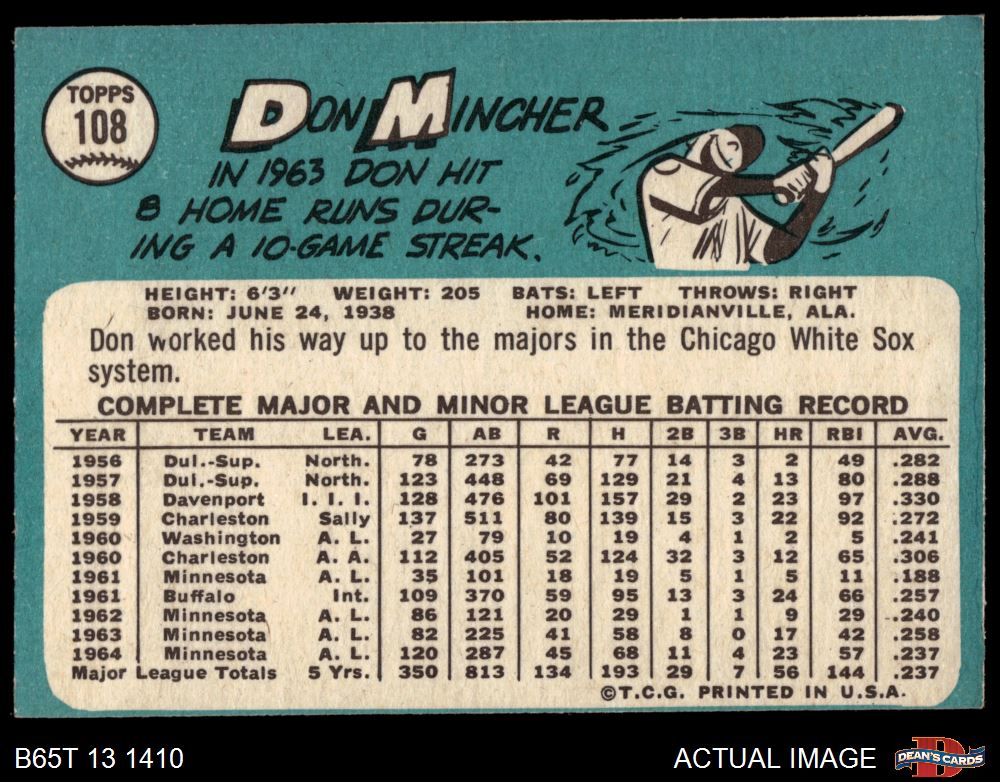 TOPPS
108
DON MINCHER
IN 1963 DON HIT
8 HOME RUNS DUR-
ING A 10-GAME STREAK.
HEIGHT: 6'3" WEIGHT: 205 BATS: LEFT THROWS: RIGHT
BORN: JUNE 24, 1938 HOME: MERIDIANVILLE, ALA.
Don worked his way up to the majors in the Chicago White Sox
system.
COMPLETE MAJOR AND MINOR LEAGUE BATTING RECORD
YEAR TEAM LEA. G AB R H 2B 3B HR RBI AVG.
1956 Dul.-Sup. North. 78 273 42 77 14 3 2 49 .282
1957 Dul.-Sup. North. 123 448 69 129 21 4 13 80 .288
1958 Davenport I. I. I. 128 476 101 157 29 2 23 97 .330
1959 Charleston Sally 137 511 80 139 15 3 22 92 .272
1960 Washington A. L. 27 79 10 19 4 1 2 5 .241
1960 Charleston A. A. 112 405 52 124 32 3 12 65 .306
1961 Minnesota A. L. 35 101 18 19 5 1 5 11 .188
1961 Buffalo Int. 109 370 59 95 13 3 24 66 .257
1962 Minnesota A. L. 86 121 20 29 1 1 9 29 .240
1963 Minnesota A. L. 82 225 41 58 8 0 17 42 .258
1964 Minnesota A. L. 120 287 45 68 11 4 23 57 .237
Major League Totals 5 Yrs. 350 813 134 193 29 7 56 144 .237
©T.C.G. PRINTED IN U.S.A.
B65T 13 1410
ACTUAL IMAGE
D
DEAN'S CARDS